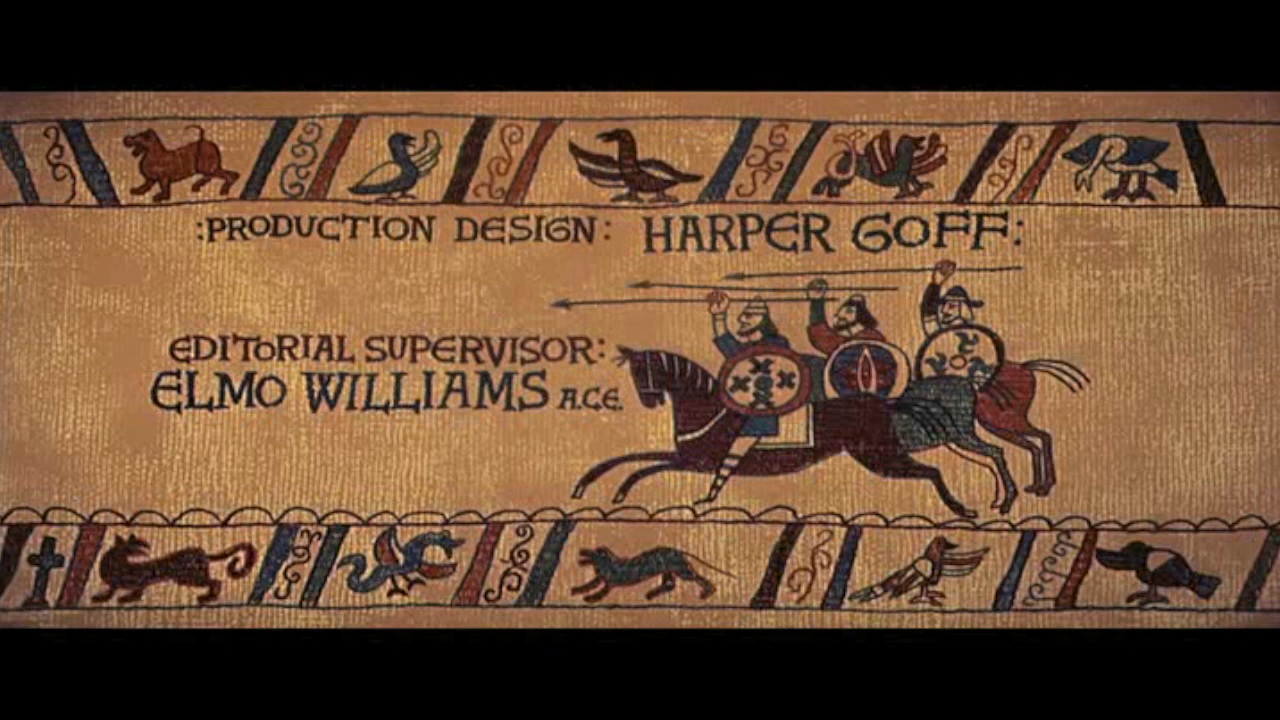 :PRODUCTION DESIGN: HARPER GOFF:
EDITORIAL SUPERVISOR:
ELMO WILLIAMS A.C.E.